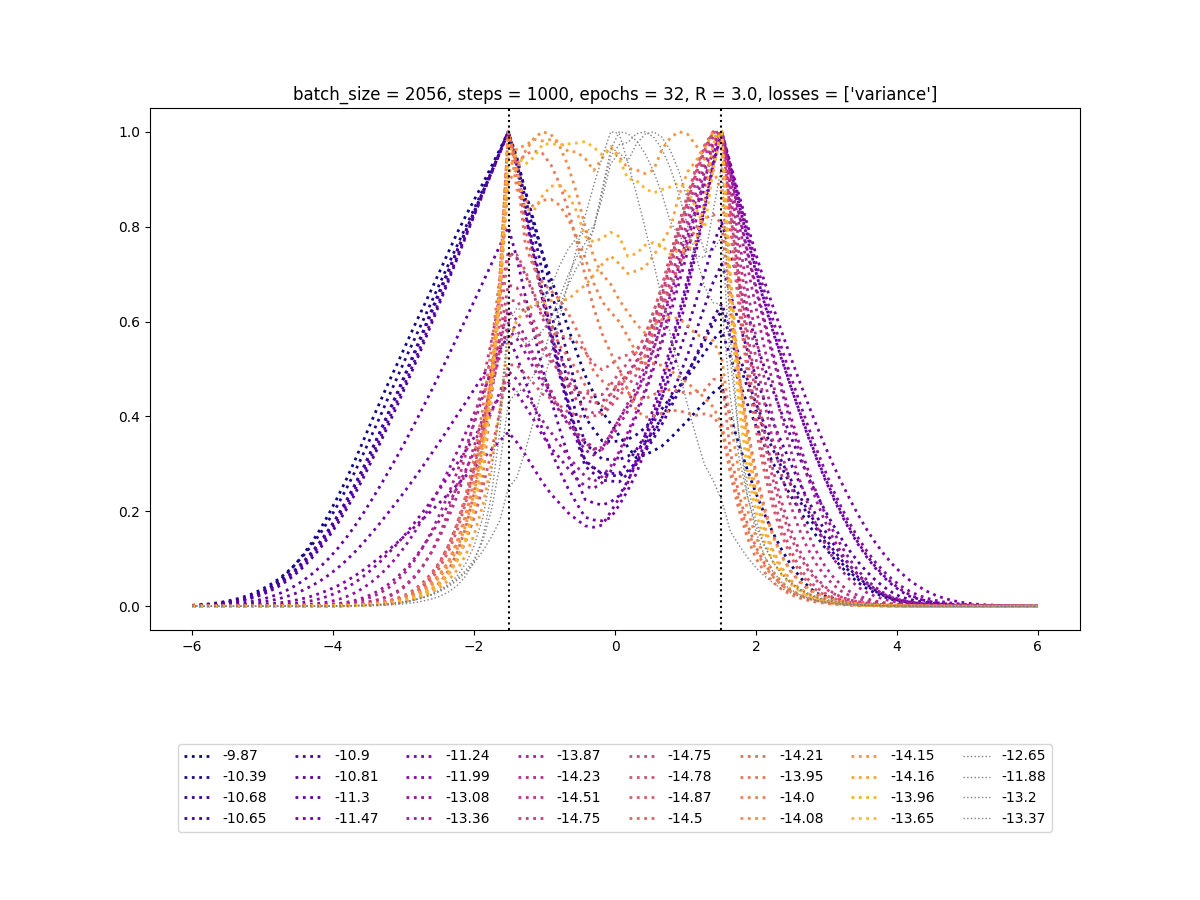 batch_size = 2056, steps = 1000, epochs = 32, R = 3.0, losses = ['variance']
1.0
0.8
0.6
0.4
0.2
0.0
−6 −4 −2 0 2 4 6
-9.87 -10.9 -11.24 -13.87 -14.75 -14.21 -14.15 -12.65
-10.39 -10.81 -11.99 -14.23 -14.78 -13.95 -14.16 -11.88
-10.68 -11.3 -13.08 -14.51 -14.87 -14.0 -13.96 -13.2
-10.65 -11.47 -13.36 -14.75 -14.5 -14.08 -13.65 -13.37